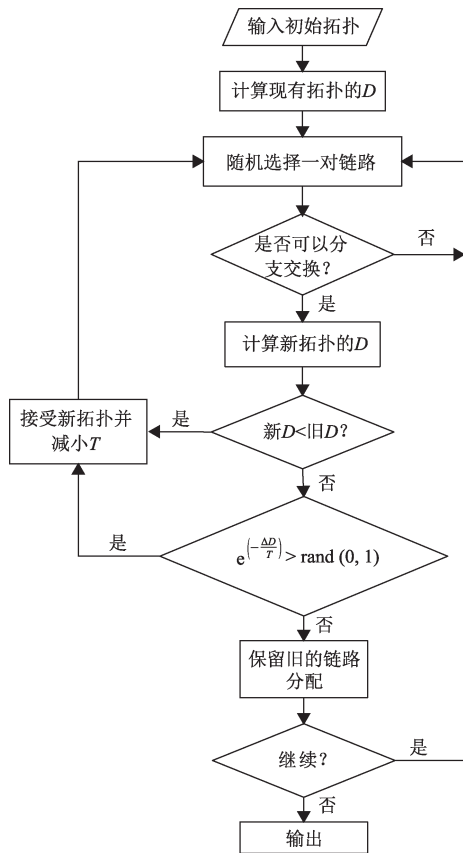 输入初始拓扑
计算现有拓扑的D
随机选择一对链路
是否可以分
支交换?
否
是
计算新拓扑的D
接受新拓扑并
减小T
是
新D<旧D?
否
是
e^(-ΔD/T) > rand (0, 1)
否
保留旧的链路
分配
继续?
是
否
输出